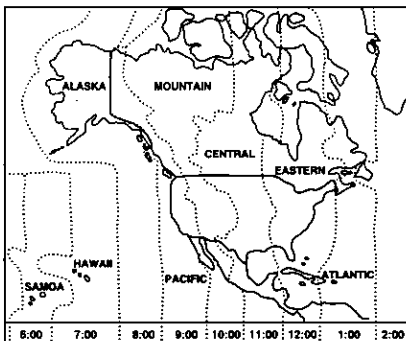 ALASKA MOUNTAIN
CENTRAL
EASTERN
HAWAII
SAMOA
PACIFIC
ATLANTIC
6:00 7:00 8:00 9:00 10:00 11:00 12:00 1:00 2:00